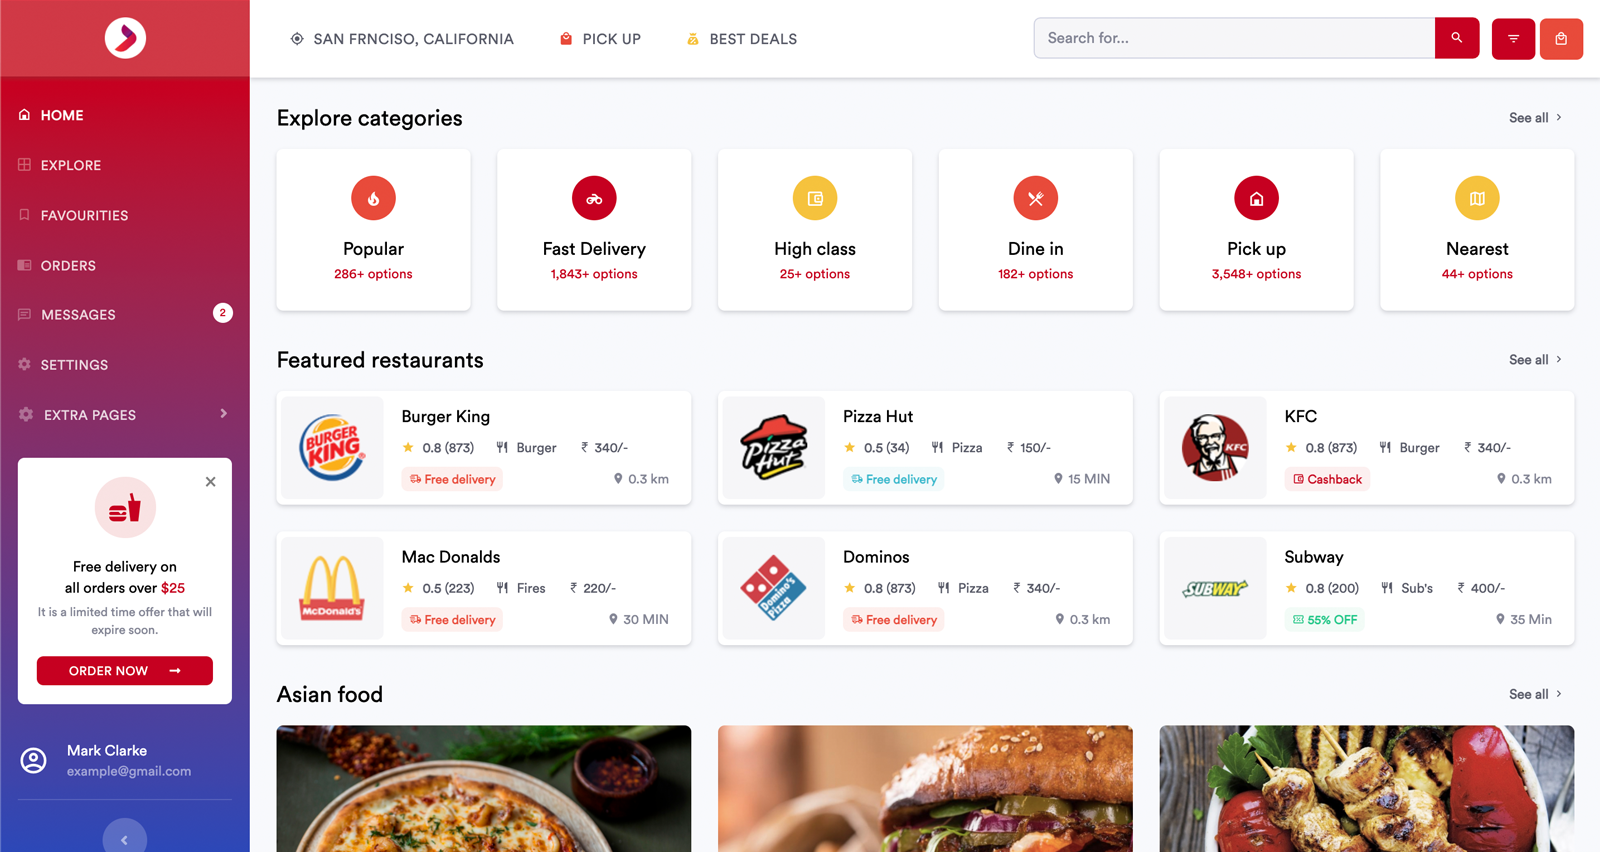 SAN FRNCISO, CALIFORNIA
PICK UP
BEST DEALS
Search for...
HOME
EXPLORE
FAVOURITIES
ORDERS
MESSAGES
2
SETTINGS
EXTRA PAGES
Free delivery on
all orders over $25
It is a limited time offer that will
expire soon.
ORDER NOW
Mark Clarke
example@gmail.com
Explore categories
See all
Popular
286+ options
Fast Delivery
1,843+ options
High class
25+ options
Dine in
182+ options
Pick up
3,548+ options
Nearest
44+ options
Featured restaurants
See all
BURGER
KING
Burger King
0.8 (873) Burger ₹ 340/-
Free delivery
0.3 km
Pizza
Hut
Pizza Hut
0.5 (34) Pizza ₹ 150/-
Free delivery
15 MIN
KFC
KFC
0.8 (873) Burger ₹ 340/-
Cashback
0.3 km
McDonald's
Mac Donalds
0.5 (223) Fires ₹ 220/-
Free delivery
30 MIN
Domino's
Pizza
Dominos
0.8 (873) Pizza ₹ 340/-
Free delivery
0.3 km
SUBWAY
Subway
0.8 (200) Sub's ₹ 400/-
55% OFF
35 Min
Asian food
See all